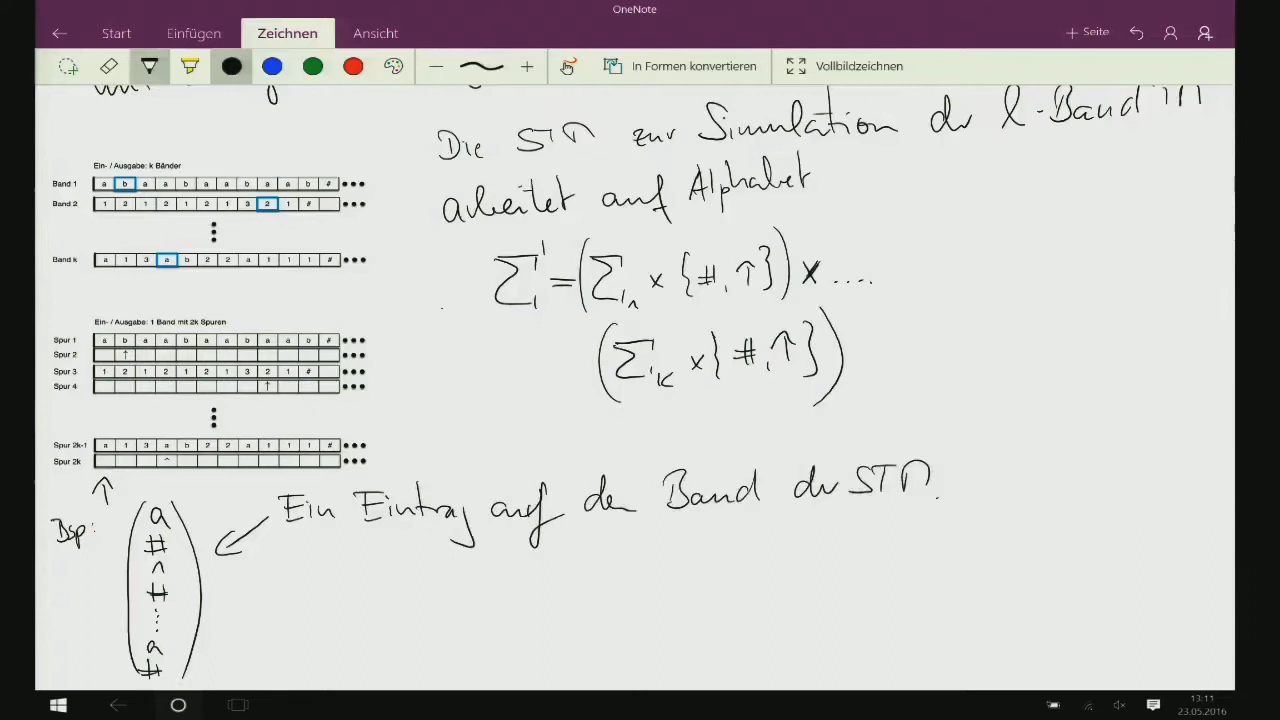 OneNote
Start Einfügen Zeichnen Ansicht
+ Seite
In Formen konvertieren
Vollbildzeichnen
Die STM zur Simulation der l-Band TM
arbeitet auf Alphabet
Σ' = (Σ₁ × {#, ↑}) × ....
(Σₖ × {#, ↑})
Ein- / Ausgabe: k Bänder
Band 1 a b a a b a a b a a b #
Band 2 1 2 1 2 1 2 1 3 2 1 #
Band k a 1 3 a b 2 2 a 1 1 1 #
Ein- / Ausgabe: 1 Band mit 2k Spuren
Spur 1 a b a a b a a b a a b #
Spur 2 ↑
Spur 3 1 2 1 2 1 2 1 3 2 1 #
Spur 4 ↑
Spur 2k-1 a 1 3 a b 2 2 a 1 1 1 #
Spur 2k ^
↑
Ein Eintrag auf dem Band der STM.
Bsp:
a
#
1
#
⋮
a
#
13:11
23.05.2016